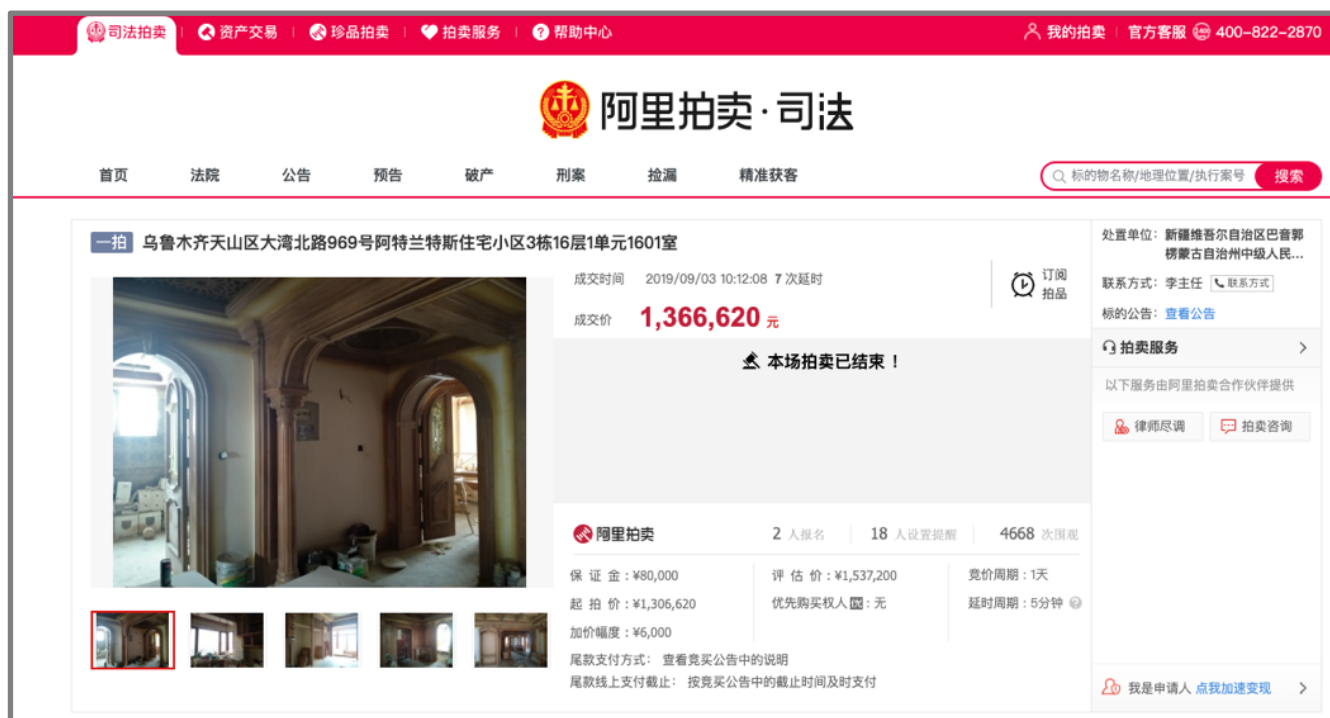 司法拍卖 资产交易 珍品拍卖 拍卖服务 帮助中心 我的拍卖 官方客服 400-822-2870
阿里拍卖·司法
首页 法院 公告 预告 破产 刑案 捡漏 精准获客 标的物名称/地理位置/执行案号 搜索
一拍 乌鲁木齐天山区大湾北路969号阿特兰特斯住宅小区3栋16层1单元1601室
成交时间 2019/09/03 10:12:08 7 次延时
订阅
拍品
成交价 1,366,620 元
本场拍卖已结束！
阿里拍卖 2 人报名 18 人设置提醒 4668 次围观
保证金：¥80,000 评估价：¥1,537,200 竞价周期：1天
起拍价：¥1,306,620 优先购买权人：无 延时周期：5分钟
加价幅度：¥6,000
尾款支付方式： 查看竞买公告中的说明
尾款线上支付截止： 按竞买公告中的截止时间及时支付
处置单位： 新疆维吾尔自治区巴音郭
楞蒙古自治州中级人民...
联系方式： 李主任 联系方式
标的公告： 查看公告
拍卖服务
以下服务由阿里拍卖合作伙伴提供
律师尽调 拍卖咨询
我是申请人 点我加速变现